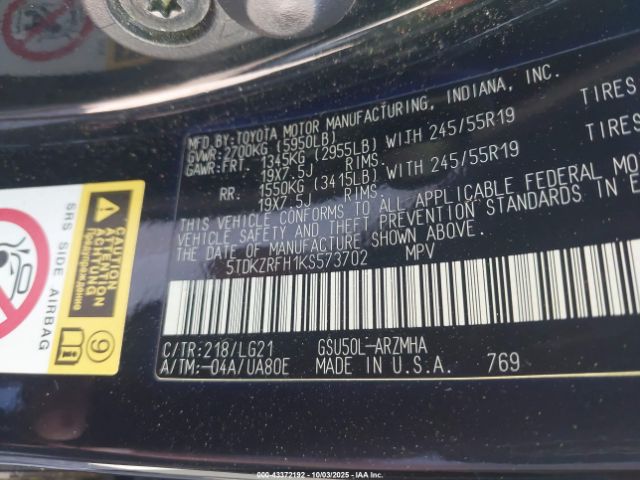 MFD.BY:TOYOTA MOTOR MANUFACTURING, INDIANA, INC.
GVWR:2700KG (5950LB)
GAWR:FRT. 1345KG (2955LB) WITH 245/55R19 TIRES
19X7.5J RIMS.
RR. 1550KG (3415LB) WITH 245/55R19 TIRES
19X7.5J RIMS.
THIS VEHICLE CONFORMS TO ALL APPLICABLE FEDERAL MO
VEHICLE SAFETY AND THEFT PREVENTION STANDARDS IN E
THE DATE OF MANUFACTURE SHOWN ABOVE.
5TDKZRFH1KS573702 MPV
C/TR:218/LG21 GSU50L-ARZMHA
A/TM:-04A/UA80E MADE IN U.S.A. 769
SRS SIDE AIRBAG
CAUTION
ATTENTION
ATENCIÓN
предупреждение
9
00-43372192 - 10/03/2025 - IAA, Inc.